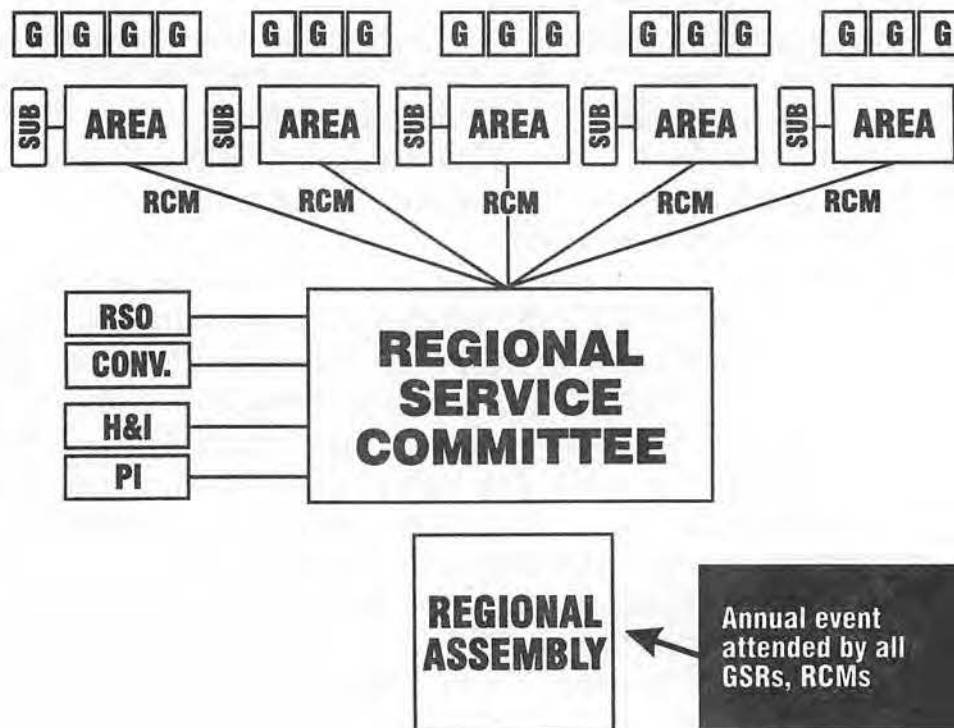 G G G G G G G G G G G G G G G G
SUB AREA SUB AREA SUB AREA SUB AREA SUB AREA
RCM RCM RCM RCM RCM
RSO
CONV.
H&I
PI
REGIONAL
SERVICE
COMMITTEE
REGIONAL
ASSEMBLY
Annual event
attended by all
GSRs, RCMs